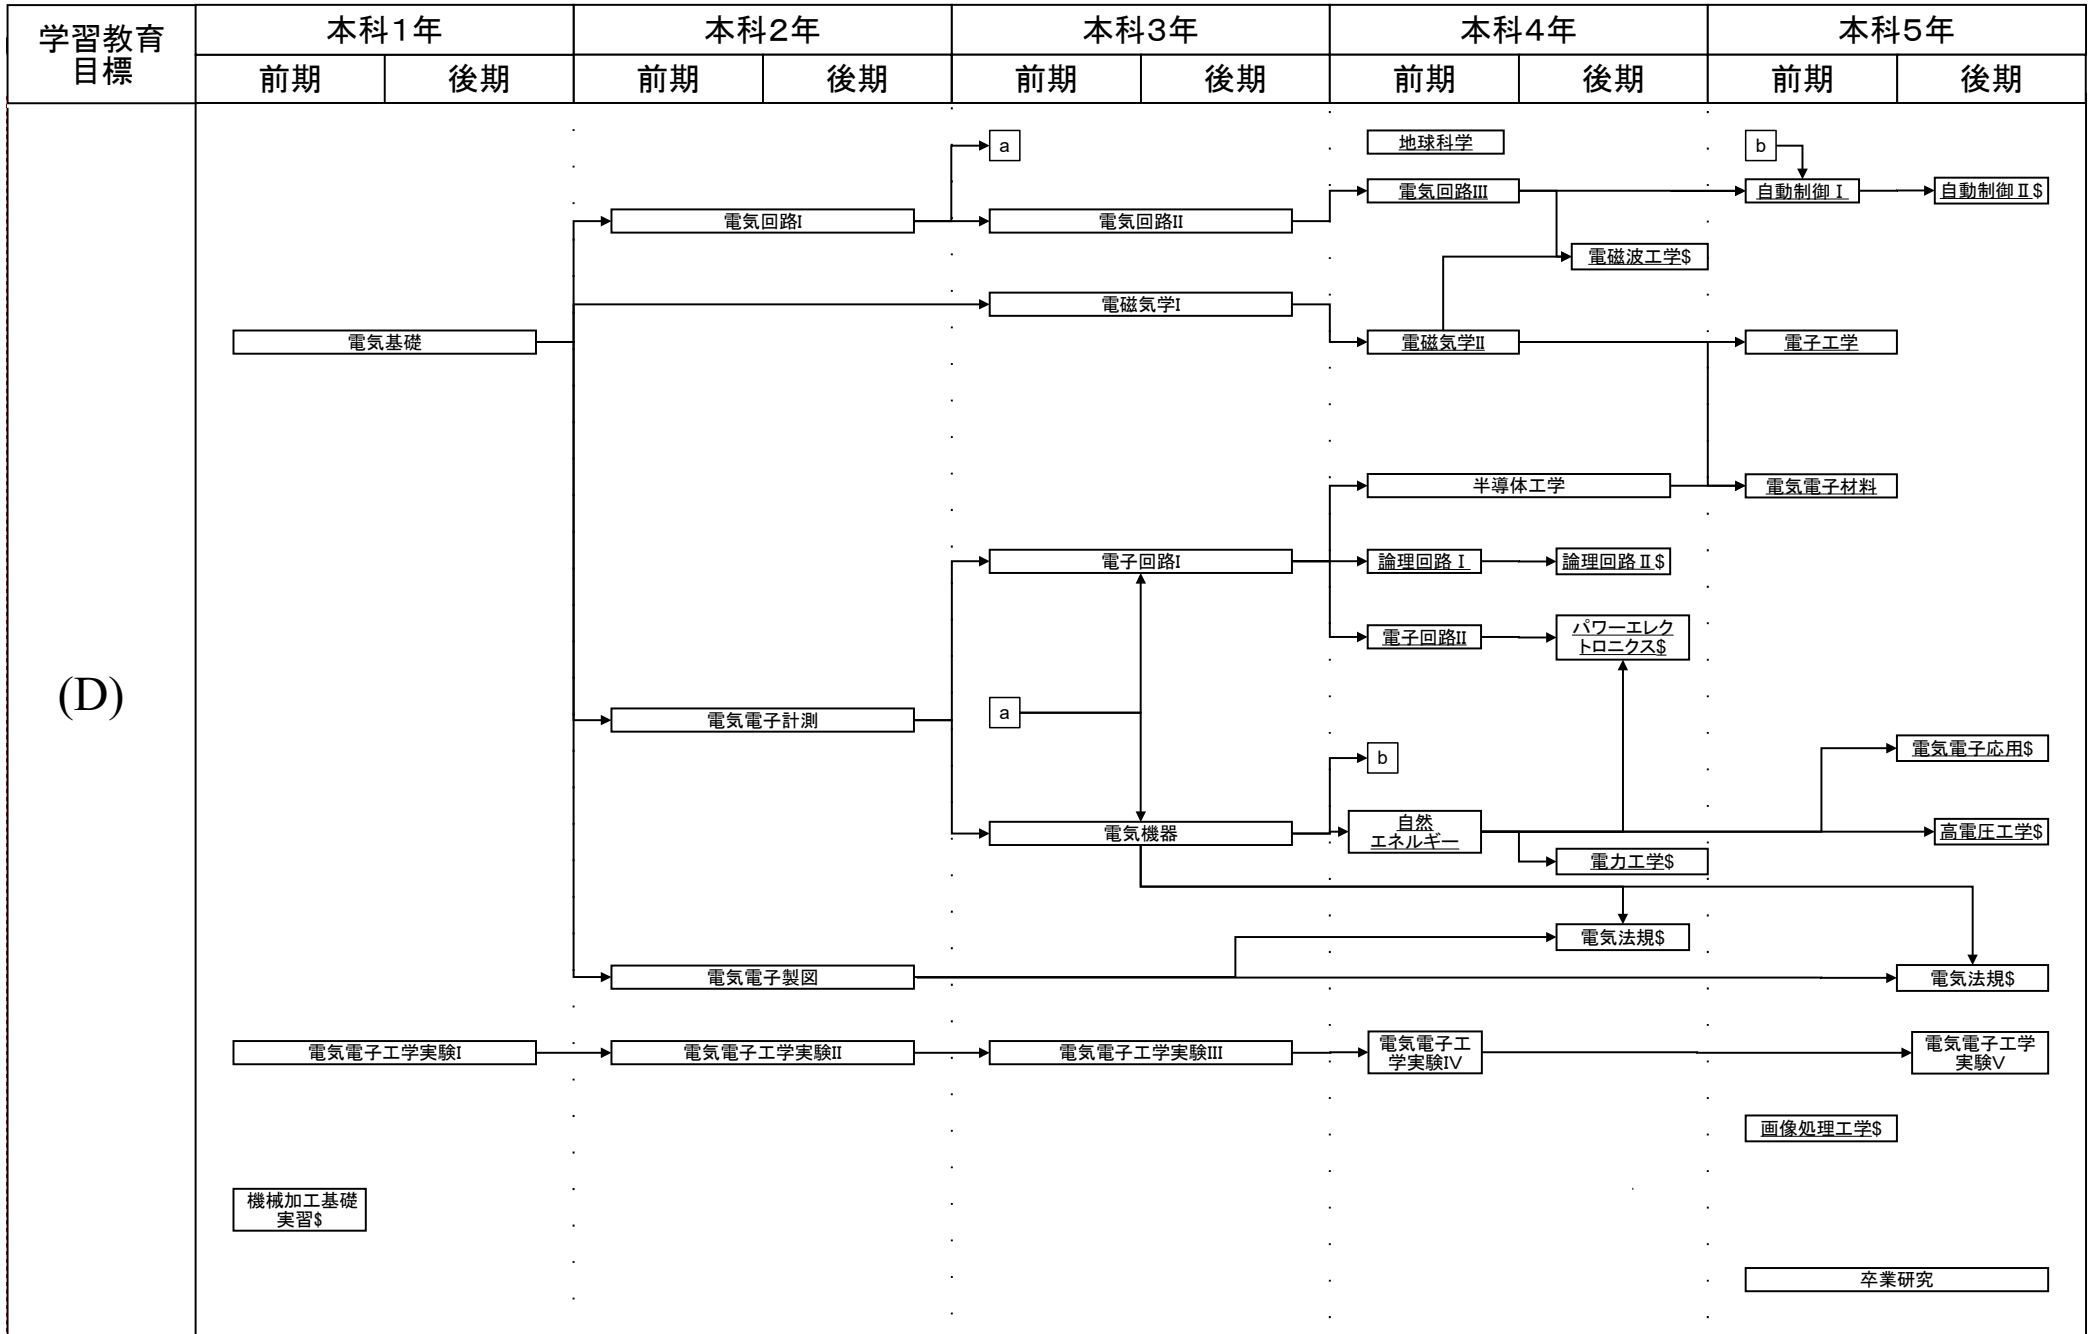 学習教育
目標
本科1年
本科2年
本科3年
本科4年
本科5年
前期
後期
前期
後期
前期
後期
前期
後期
前期
後期
(D)
a
地球科学
b
電気回路I
電気回路II
電気回路III
自動制御Ⅰ
自動制御Ⅱ$
電磁波工学$
電気基礎
電磁気学I
電磁気学II
電子工学
半導体工学
電気電子材料
電子回路I
論理回路Ⅰ
論理回路Ⅱ$
電子回路II
パワーエレク
トロニクス$
電気電子計測
a
b
電気電子応用$
電気機器
自然
エネルギー
高電圧工学$
電力工学$
電気法規$
電気電子製図
電気法規$
電気電子工学実験I
電気電子工学実験II
電気電子工学実験III
電気電子工
学実験IV
電気電子工学
実験V
画像処理工学$
機械加工基礎
実習$
卒業研究